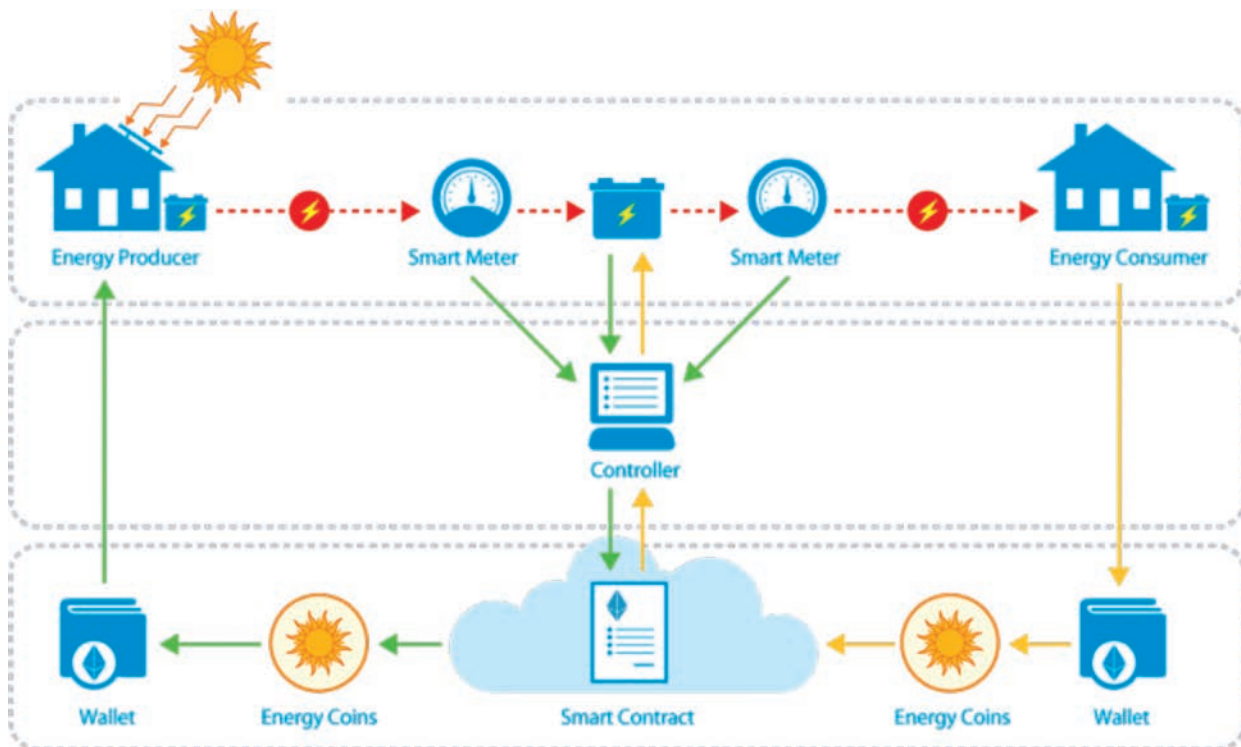 Energy Producer
Smart Meter
Smart Meter
Energy Consumer
Controller
Wallet
Energy Coins
Smart Contract
Energy Coins
Wallet